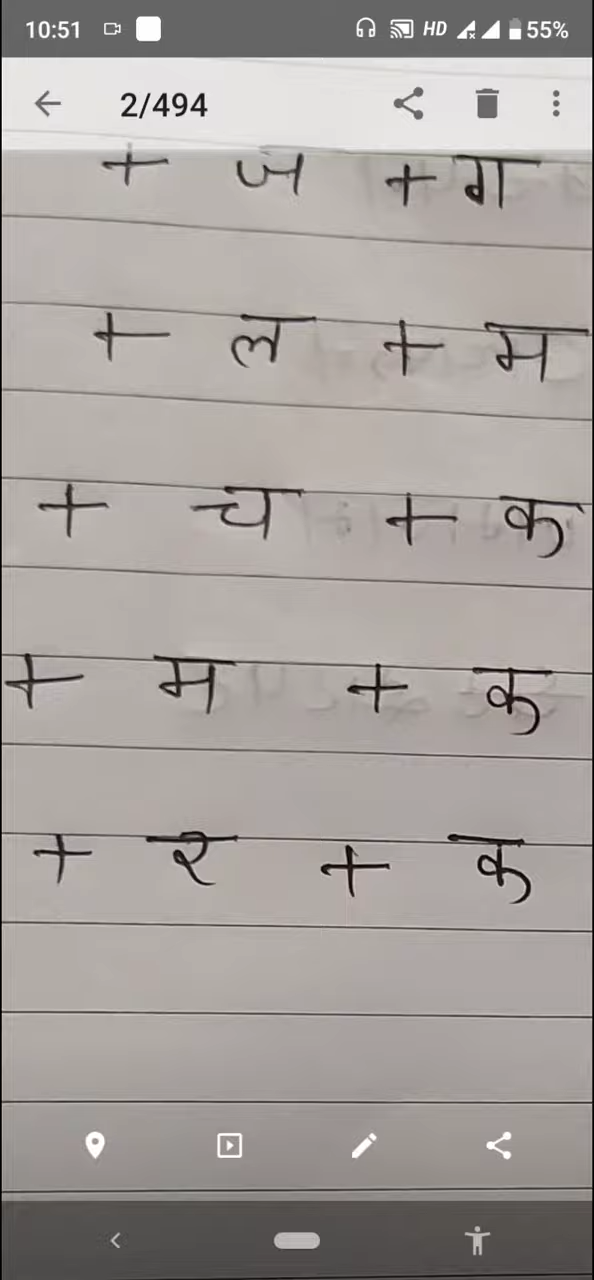 10:51 HD 55%
2/494
+ ज + ग
+ ल + म
+ च + क
+ म + क
+ र + क